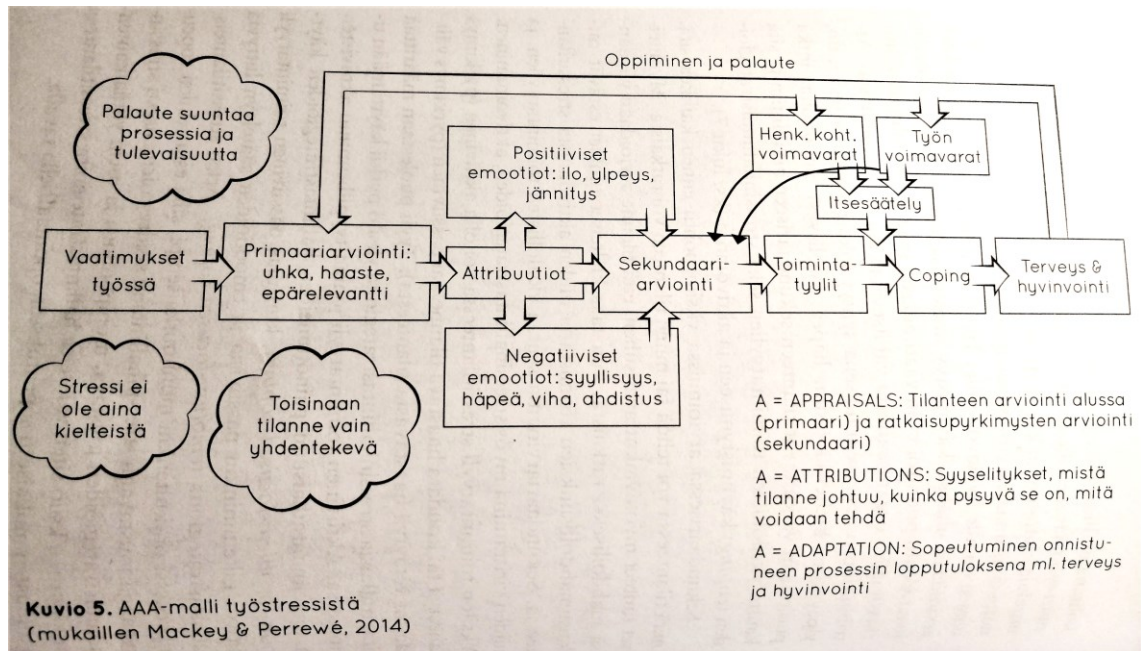 Oppiminen ja palaute
Palaute suuntaa
prosessia ja
tulevaisuutta
Positiiviset
emootiot: ilo, ylpeys,
jännitys
Henk. koht.
voimavarat
Työn
voimavarat
Itsesäätely
Vaatimukset
työssä
Primaariarviointi:
uhka, haaste,
epärelevantti
Attribuutiot
Sekundaari-
arviointi
Toiminta-
tyylit
Coping
Terveys &
hyvinvointi
Negatiiviset
emootiot: syyllisyys,
häpeä, viha, ahdistus
Stressi ei
ole aina
kielteistä
Toisinaan
tilanne vain
yhdentekevä
A = APPRAISALS: Tilanteen arviointi alussa
(primaari) ja ratkaisupyrkimysten arviointi
(sekundaari)
A = ATTRIBUTIONS: Syyselitykset, mistä
tilanne johtuu, kuinka pysyvä se on, mitä
voidaan tehdä
A = ADAPTATION: Sopeutuminen onnistu-
neen prosessin lopputuloksena ml. terveys
ja hyvinvointi
Kuvio 5. AAA-malli työstressistä
(mukaillen Mackey & Perrewé, 2014)